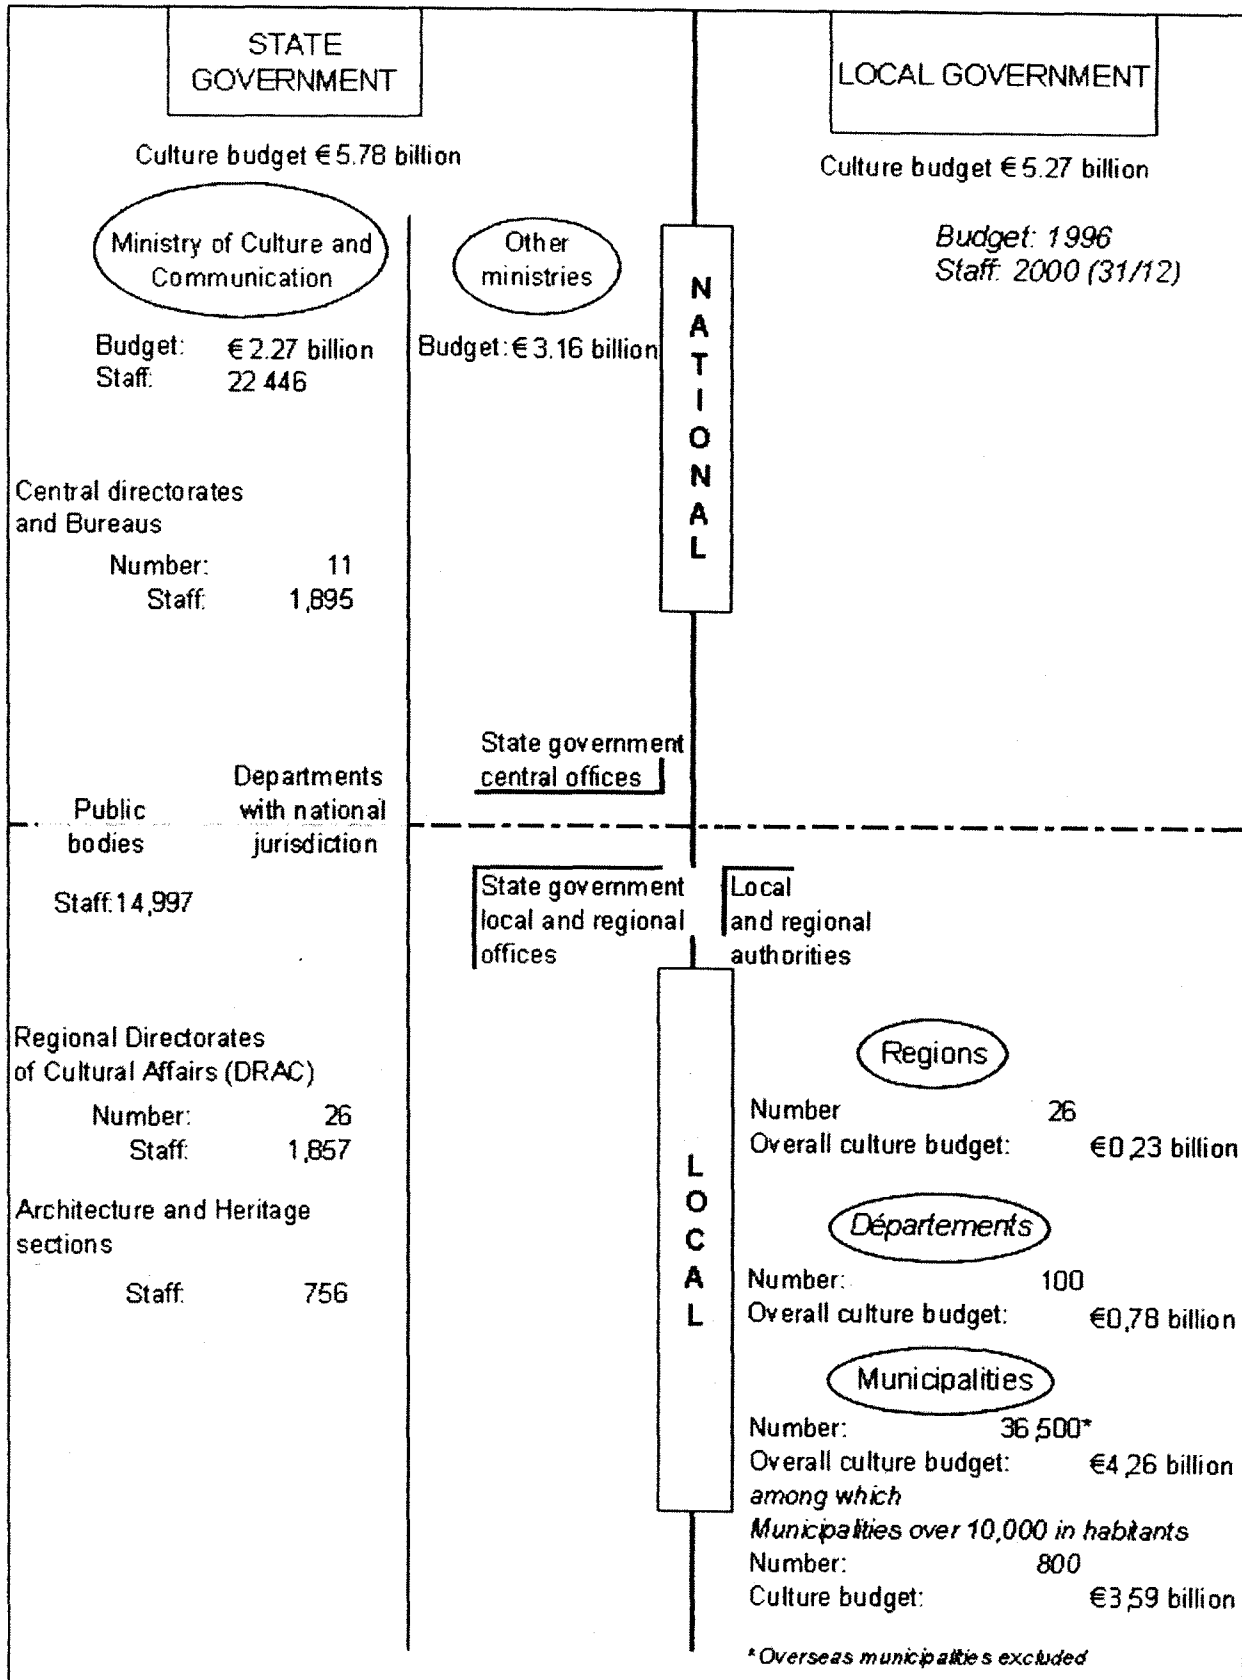 STATE
GOVERNMENT
LOCAL GOVERNMENT
Culture budget €5.78 billion
Culture budget €5.27 billion
Ministry of Culture and
Communication
Other
ministries
Budget: 1996
Staff: 2000 (31/12)
Budget: €2.27 billion
Staff: 22 446
Budget: €3.16 billion
NATIONAL
Central directorates
and Bureaus
Number: 11
Staff: 1,895
State government
central offices
Public
bodies
Departments
with national
jurisdiction
Staff: 14,997
State government
local and regional
offices
Local
and regional
authorities
LOCAL
Regional Directorates
of Cultural Affairs (DRAC)
Number: 26
Staff: 1,857
Architecture and Heritage
sections
Staff: 756
Regions
Number 26
Overall culture budget: €0,23 billion
Départements
Number: 100
Overall culture budget: €0,78 billion
Municipalities
Number: 36,500*
Overall culture budget: €4,26 billion
among which
Municipalities over 10,000 in habitants
Number: 800
Culture budget: €3,59 billion
*Overseas municipalities excluded